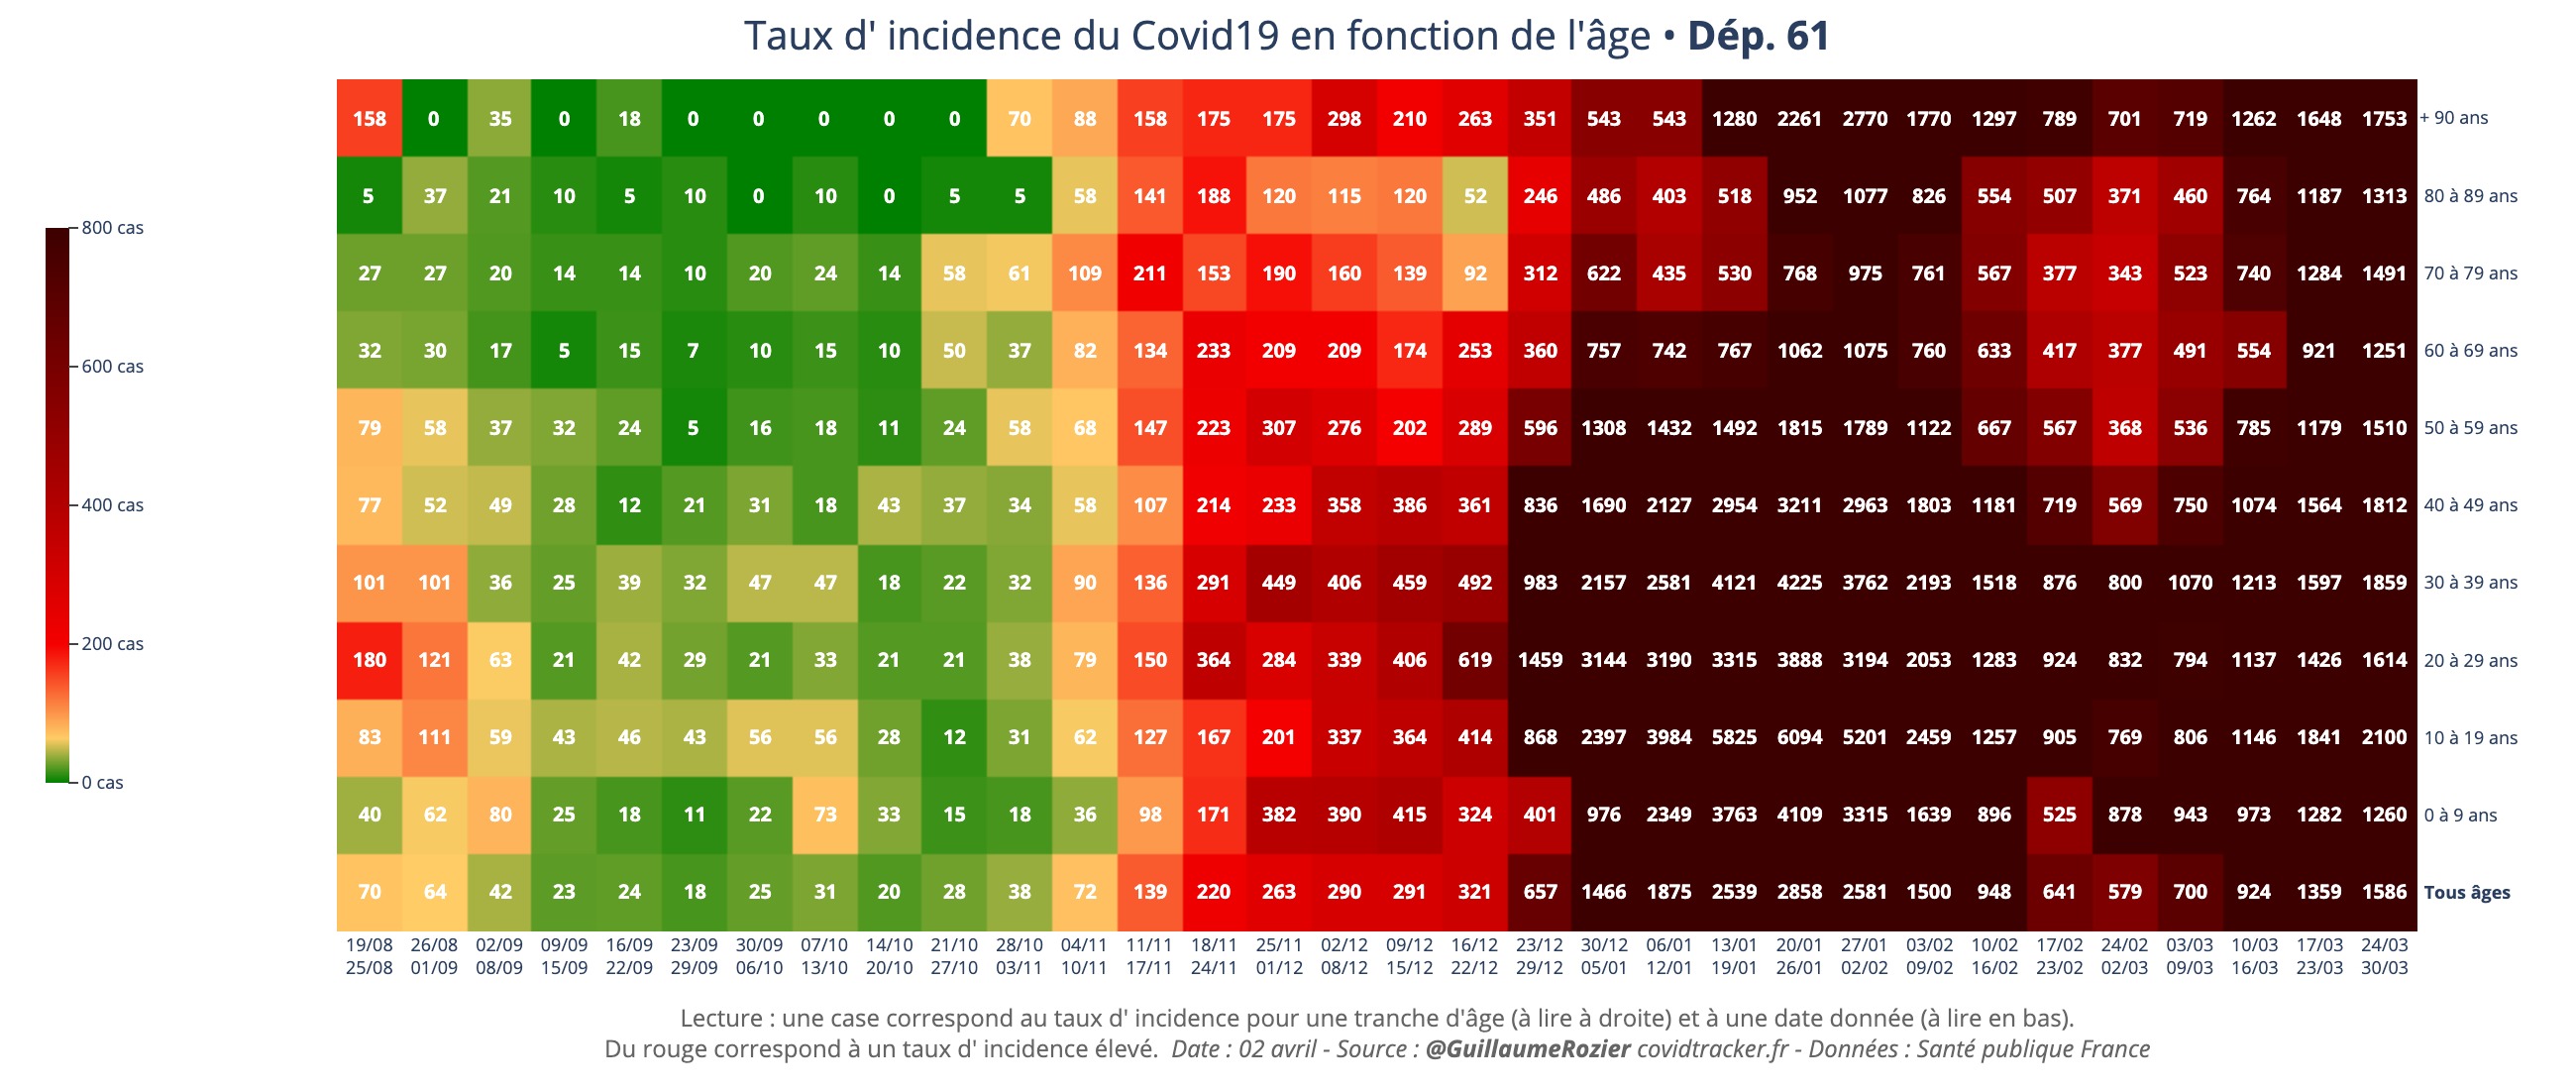 Taux d' incidence du Covid19 en fonction de l'âge • Dép. 61
158 0 35 0 18 0 0 0 0 0 70 88 158 175 175 298 210 263 351 543 543 1280 2261 2770 1770 1297 789 701 719 1262 1648 1753 + 90 ans
5 37 21 10 5 10 0 10 0 5 5 58 141 188 120 115 120 52 246 486 403 518 952 1077 826 554 507 371 460 764 1187 1313 80 à 89 ans
800 cas
27 27 20 14 14 10 20 24 14 58 61 109 211 153 190 160 139 92 312 622 435 530 768 975 761 567 377 343 523 740 1284 1491 70 à 79 ans
32 30 17 5 15 7 10 15 10 50 37 82 134 233 209 209 174 253 360 757 742 767 1062 1075 760 633 417 377 491 554 921 1251 60 à 69 ans
600 cas
79 58 37 32 24 5 16 18 11 24 58 68 147 223 307 276 202 289 596 1308 1432 1492 1815 1789 1122 667 567 368 536 785 1179 1510 50 à 59 ans
400 cas
77 52 49 28 12 21 31 18 43 37 34 58 107 214 233 358 386 361 836 1690 2127 2954 3211 2963 1803 1181 719 569 750 1074 1564 1812 40 à 49 ans
101 101 36 25 39 32 47 47 18 22 32 90 136 291 449 406 459 492 983 2157 2581 4121 4225 3762 2193 1518 876 800 1070 1213 1597 1859 30 à 39 ans
200 cas
180 121 63 21 42 29 21 33 21 21 38 79 150 364 284 339 406 619 1459 3144 3190 3315 3888 3194 2053 1283 924 832 794 1137 1426 1614 20 à 29 ans
83 111 59 43 46 43 56 56 28 12 31 62 127 167 201 337 364 414 868 2397 3984 5825 6094 5201 2459 1257 905 769 806 1146 1841 2100 10 à 19 ans
0 cas
40 62 80 25 18 11 22 73 33 15 18 36 98 171 382 390 415 324 401 976 2349 3763 4109 3315 1639 896 525 878 943 973 1282 1260 0 à 9 ans
70 64 42 23 24 18 25 31 20 28 38 72 139 220 263 290 291 321 657 1466 1875 2539 2858 2581 1500 948 641 579 700 924 1359 1586 Tous âges
19/08 26/08 02/09 09/09 16/09 23/09 30/09 07/10 14/10 21/10 28/10 04/11 11/11 18/11 25/11 02/12 09/12 16/12 23/12 30/12 06/01 13/01 20/01 27/01 03/02 10/02 17/02 24/02 03/03 10/03 17/03 24/03
25/08 01/09 08/09 15/09 22/09 29/09 06/10 13/10 20/10 27/10 03/11 10/11 17/11 24/11 01/12 08/12 15/12 22/12 29/12 05/01 12/01 19/01 26/01 02/02 09/02 16/02 23/02 02/03 09/03 16/03 23/03 30/03
Lecture : une case correspond au taux d' incidence pour une tranche d'âge (à lire à droite) et à une date donnée (à lire en bas).
Du rouge correspond à un taux d' incidence élevé. Date : 02 avril - Source : @GuillaumeRozier covidtracker.fr - Données : Santé publique France